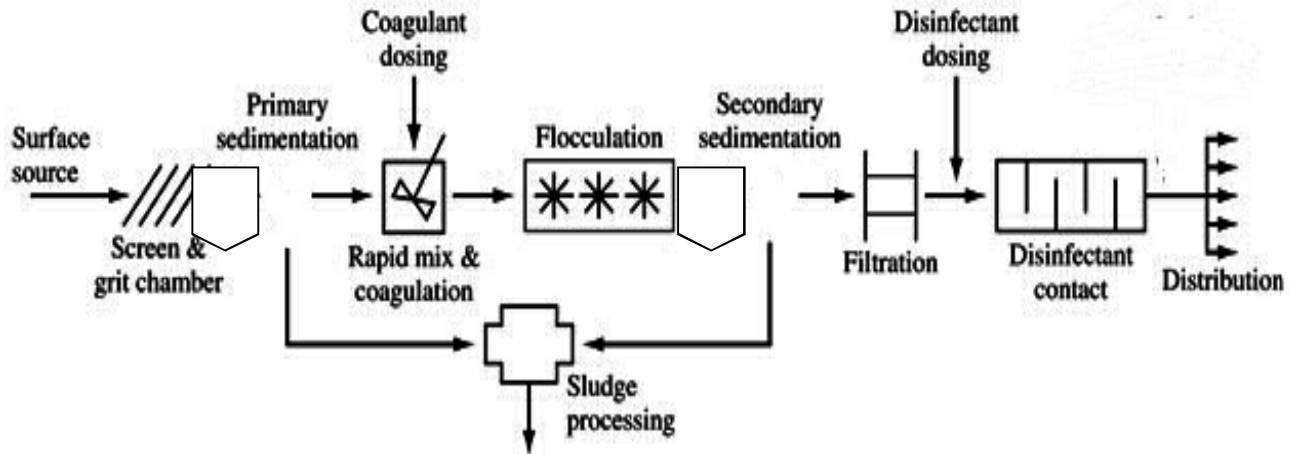 Coagulant
dosing
Disinfectant
dosing
Primary
sedimentation
Secondary
sedimentation
Flocculation
Surface
source
Screen &
grit chamber
Rapid mix &
coagulation
Filtration
Disinfectant
contact
Distribution
Sludge
processing